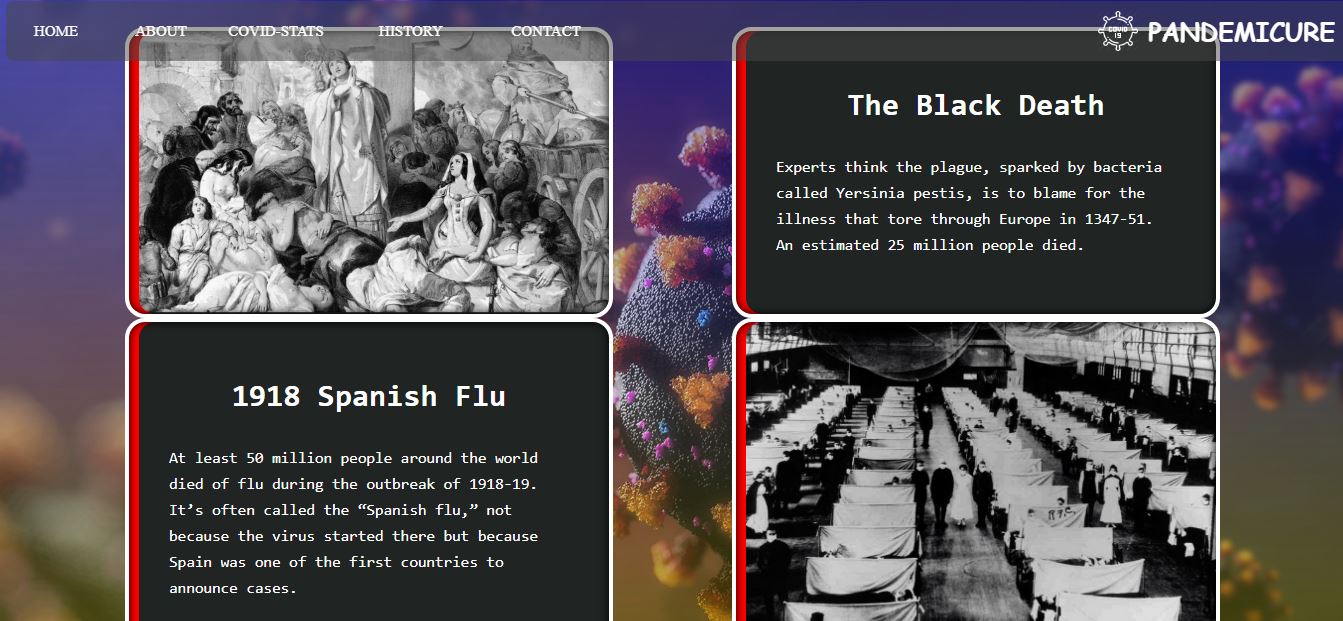 HOME ABOUT COVID-STATS HISTORY CONTACT
COVID
19
PANDEMICURE
The Black Death
Experts think the plague, sparked by bacteria
called Yersinia pestis, is to blame for the
illness that tore through Europe in 1347-51.
An estimated 25 million people died.
1918 Spanish Flu
At least 50 million people around the world
died of flu during the outbreak of 1918-19.
It’s often called the “Spanish flu,” not
because the virus started there but because
Spain was one of the first countries to
announce cases.